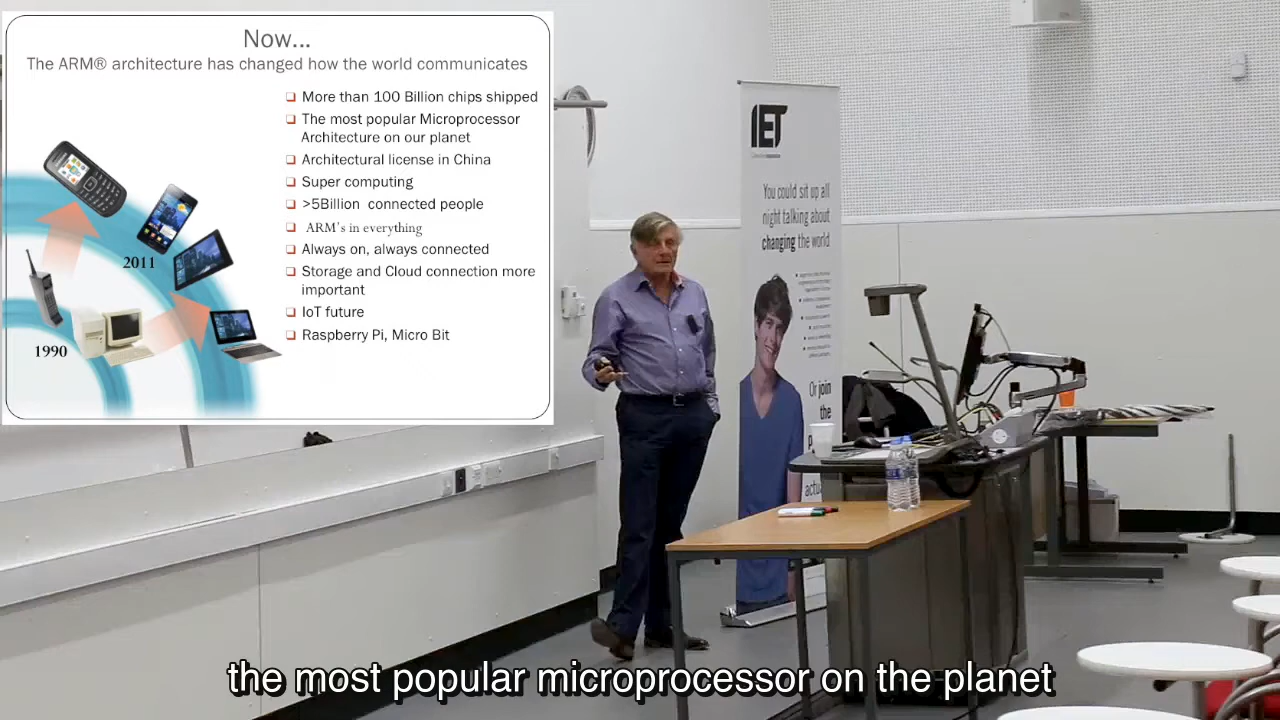 Now...
The ARM® architecture has changed how the world communicates
❑ More than 100 Billion chips shipped
❑ The most popular Microprocessor
Architecture on our planet
❑ Architectural license in China
❑ Super computing
❑ >5Billion connected people
❑ ARM's in everything
❑ Always on, always connected
❑ Storage and Cloud connection more
important
❑ IoT future
❑ Raspberry Pi, Micro Bit
2011
1990
IET
You could sit up all
night talking about
changing the world
Or join
the
actu
the most popular microprocessor on the planet